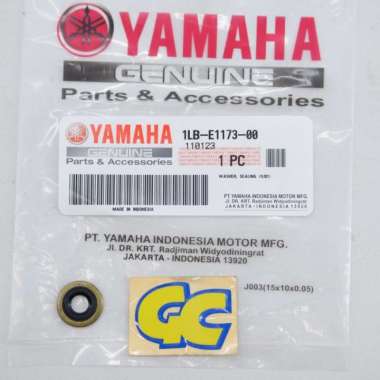 YAMAHA
GENUINE
Parts & Accessories
YAMAHA
GENUINE
Parts & Accessories
1LB-E1173-00
110123
1 PC
WASHER, SEALING
MADE IN INDONESIA
PT. YAMAHA INDONESIA MOTOR MFG.
JL. DR. KRT. Radjiman Widyodiningrat
JAKARTA - INDONESIA 13920
PT. YAMAHA INDONESIA MOTOR MFG.
Jl. DR. KRT. Radjiman Widyodiningrat
JAKARTA - INDONESIA 13920
J003(15x10x0.05)
GC